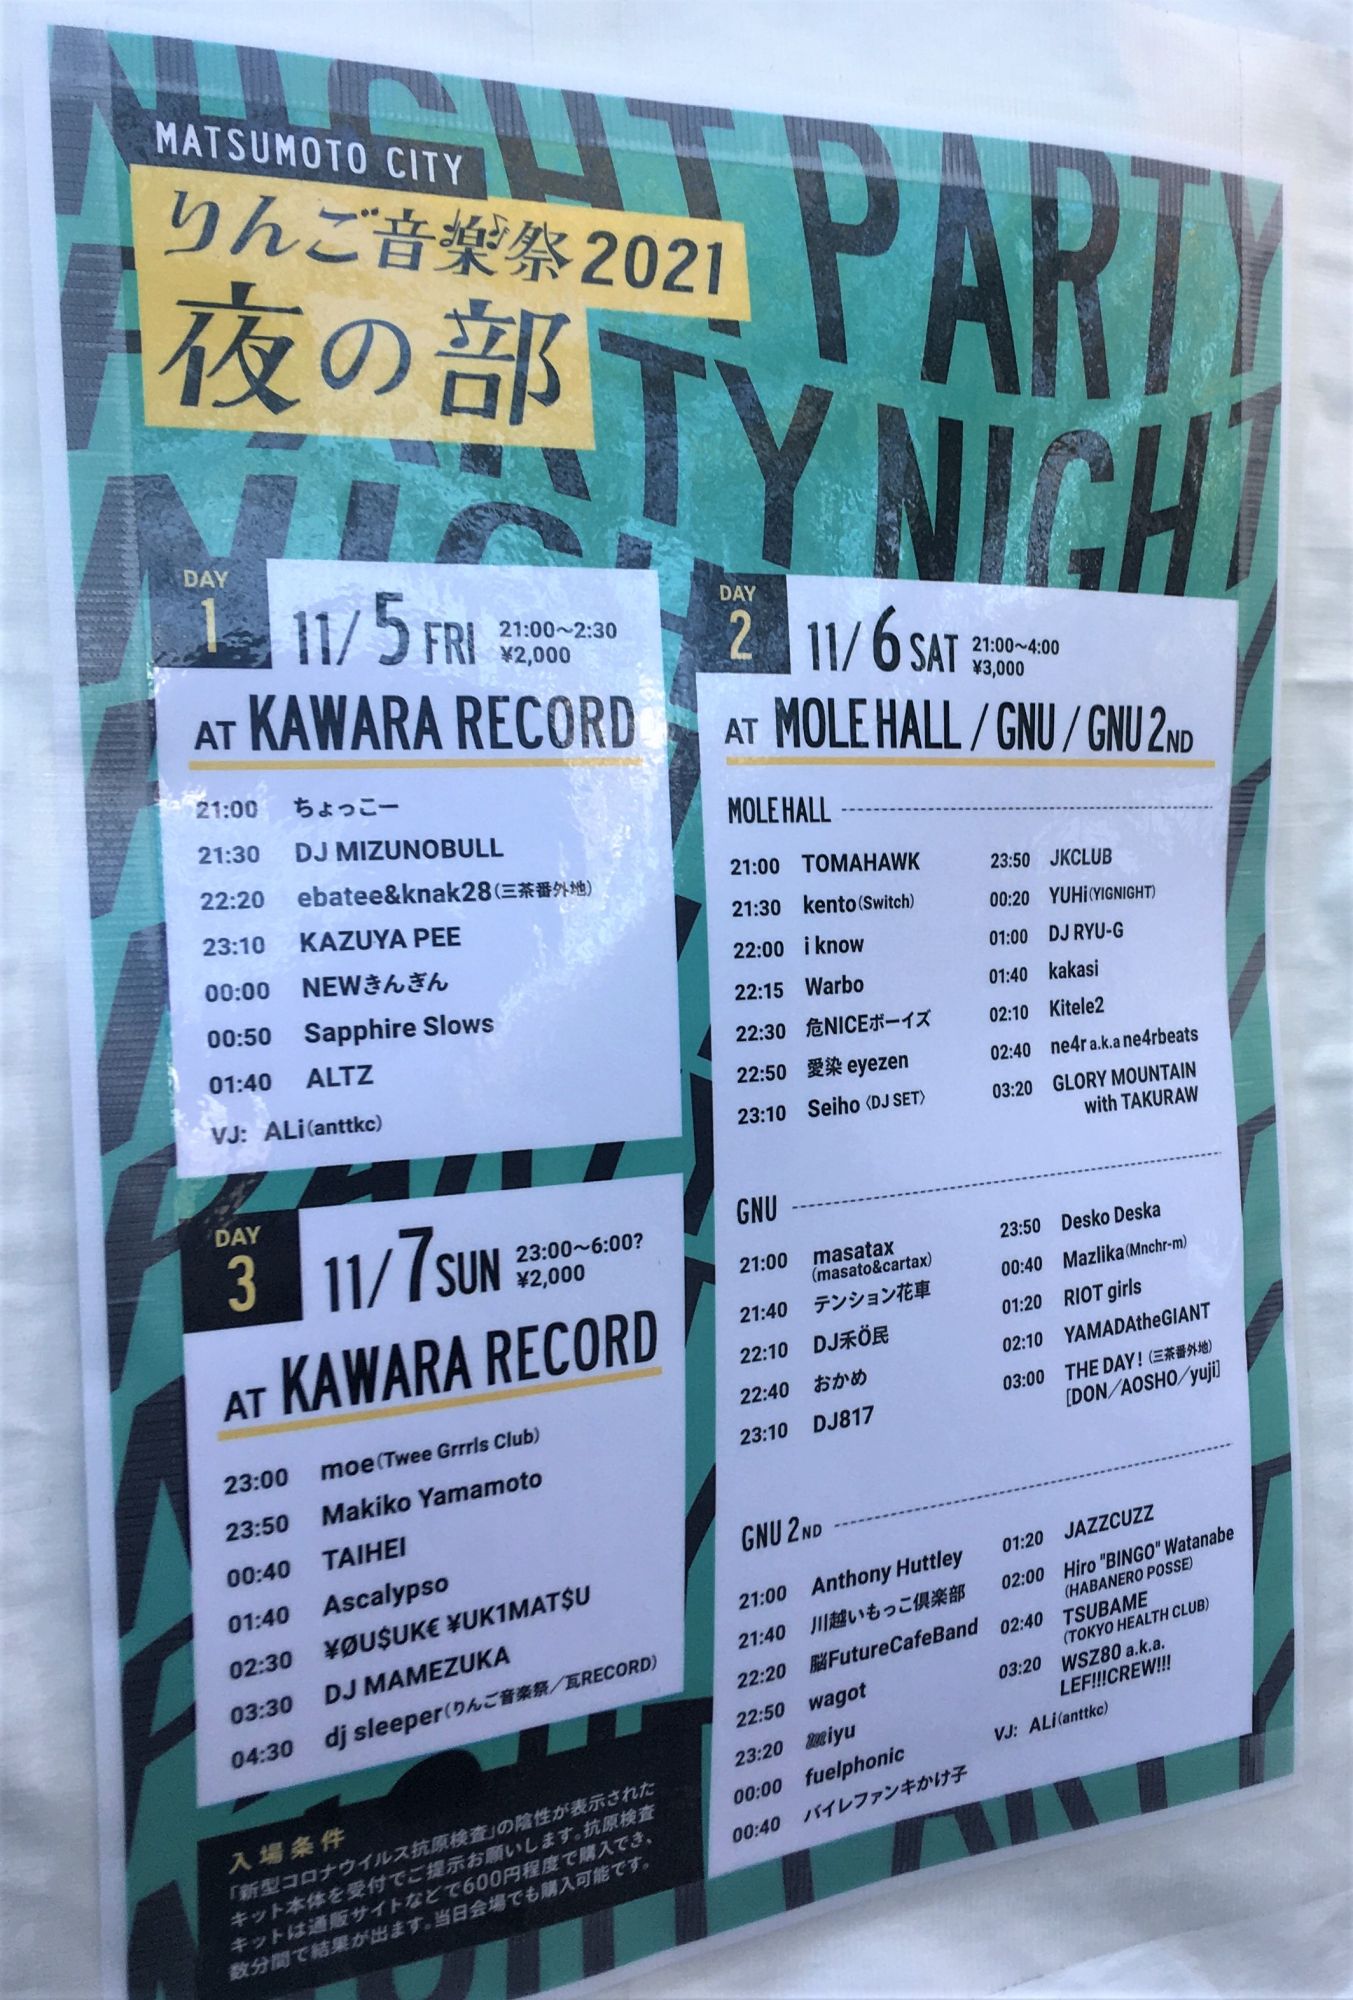 NIGHT PARTY
MATSUMOTO CITY
りんご音楽祭2021
夜の部
PARTY NIGHT
DAY 1
11/5 FRI 21:00〜2:30 ¥2,000
AT KAWARA RECORD
21:00 ちょっこー
21:30 DJ MIZUNOBULL
22:20 ebatee&knak28(三茶番外地)
23:10 KAZUYA PEE
00:00 NEWきんぎん
00:50 Sapphire Slows
01:40 ALTZ
VJ: ALi(anttkc)
DAY 2
11/6 SAT 21:00〜4:00 ¥3,000
AT MOLE HALL / GNU / GNU 2ND
MOLE HALL
21:00 TOMAHAWK
21:30 kento(Switch)
22:00 i know
22:15 Warbo
22:30 危NICEボーイズ
22:50 愛染 eyezen
23:10 Seiho〈DJ SET〉
23:50 JKCLUB
00:20 YUHi(YIGNIGHT)
01:00 DJ RYU-G
01:40 kakasi
02:10 Kitele2
02:40 ne4r a.k.a ne4rbeats
03:20 GLORY MOUNTAIN
with TAKURAW
GNU
21:00 masatax
(masato&cartax)
21:40 テンション花車
22:10 DJ禾Ö民
22:40 おかめ
23:10 DJ817
23:50 Desko Deska
00:40 Mazlika(Mnchr-m)
01:20 RIOT girls
02:10 YAMADAtheGIANT
03:00 THE DAY!(三茶番外地)
[DON/AOSHO/yuji]
GNU 2ND
21:00 Anthony Huttley
21:40 川越いもっこ倶楽部
22:20 脳FutureCafeBand
22:50 wagot
23:20 miyu
00:00 fuelphonic
00:40 バイレファンキかけ子
01:20 JAZZCUZZ
02:00 Hiro "BINGO" Watanabe
(HABANERO POSSE)
02:40 TSUBAME
(TOKYO HEALTH CLUB)
03:20 WSZ80 a.k.a.
LEF!!!CREW!!!
VJ: ALi(anttkc)
DAY 3
11/7 SUN 23:00〜6:00? ¥2,000
AT KAWARA RECORD
23:00 moe(Twee Grrrls Club)
23:50 Makiko Yamamoto
00:40 TAIHEI
01:40 Ascalypso
02:30 ¥ØU$UK€ ¥UK1MAT$U
03:30 DJ MAMEZUKA
04:30 dj sleeper(りんご音楽祭/瓦RECORD)
入場条件
「新型コロナウイルス抗原検査」の陰性が表示された
キット本体を受付でご提示お願いします。抗原検査
キットは通販サイトなどで600円程度で購入でき、
数分間で結果が出ます。当日会場でも購入可能です。